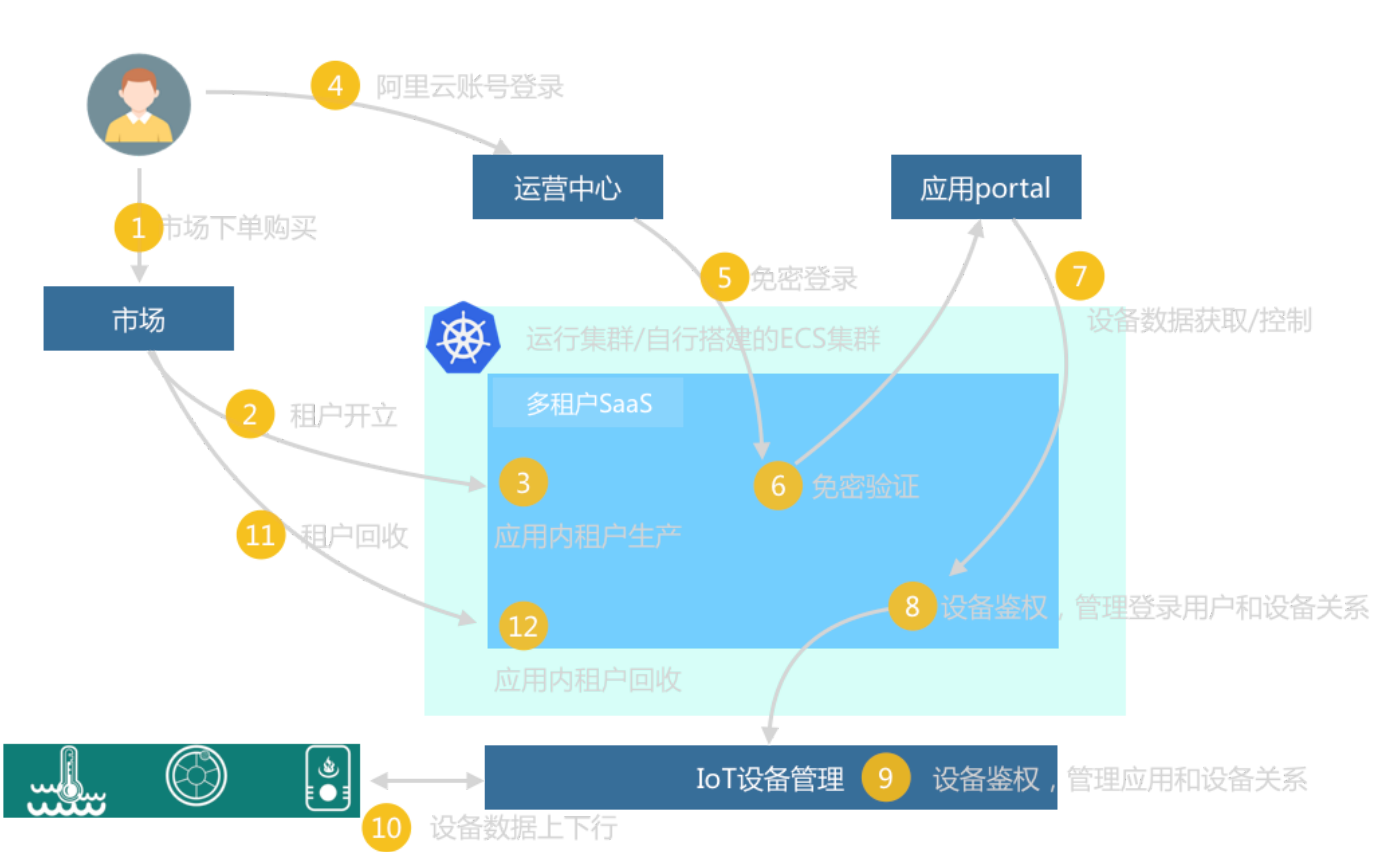 4 阿里云账号登录
运营中心
应用portal
1 市场下单购买
5 免密登录
7
设备数据获取/控制
市场
运行集群/自行搭建的ECS集群
多租户SaaS
2 租户开立
3
6 免密验证
11 租户回收
应用内租户生产
8 设备鉴权，管理登录用户和设备关系
12
应用内租户回收
IoT设备管理 9 设备鉴权，管理应用和设备关系
10 设备数据上下行